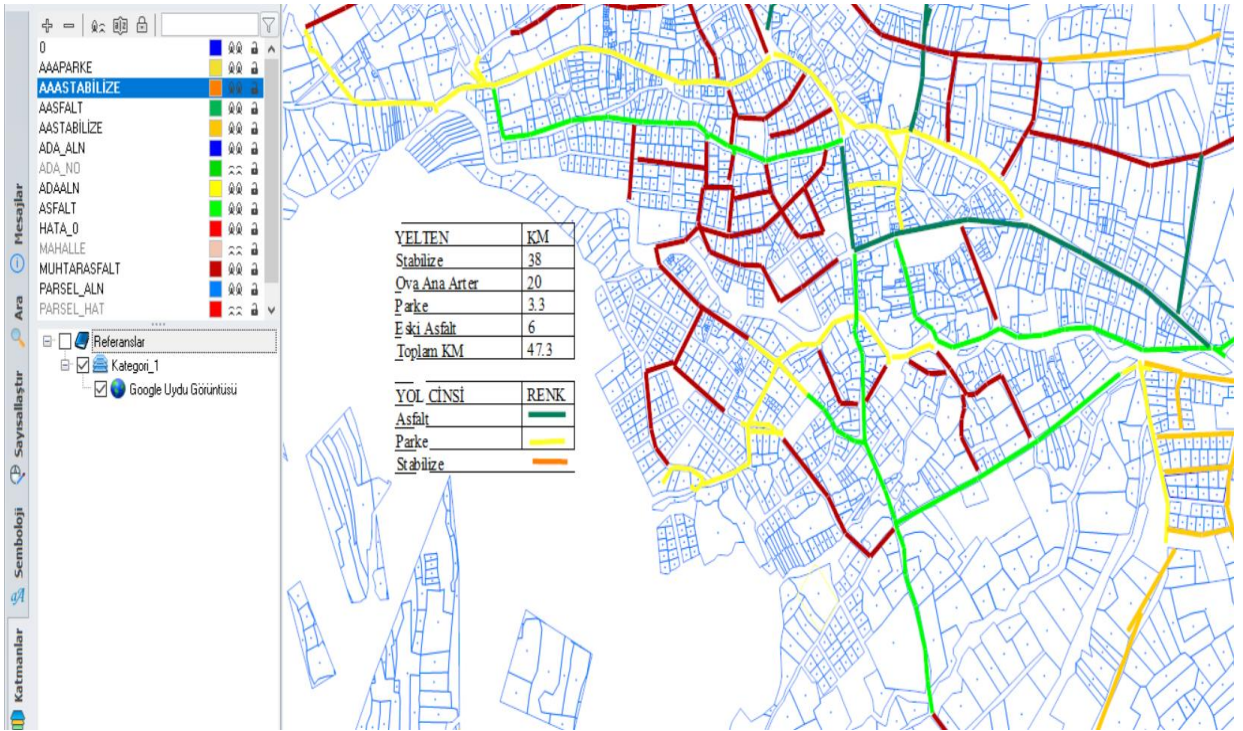 0
AAAPARKE
AAASTABİLİZE
AASFALT
AASTABİLİZE
ADA_ALN
ADA_NO
ADAALN
ASFALT
HATA_0
MAHALLE
MUHTARASFALT
PARSEL_ALN
PARSEL_HAT
Referanslar
Kategori_1
Google Uydu Görüntüsü
Mesajlar
Ara
Sayısallaştır
Semboloji
Katmanlar
YELTEN KM
Stabilize 38
Ova Ana Arter 20
Parke 3.3
Eski Asfalt 6
Toplam KM 47.3
YOL CİNSİ RENK
Asfalt
Parke
Stabilize